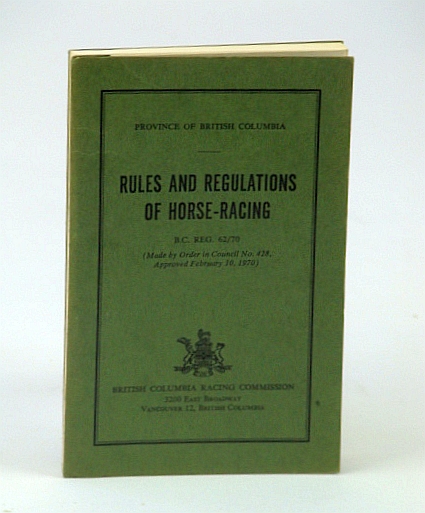 PROVINCE OF BRITISH COLUMBIA
RULES AND REGULATIONS
OF HORSE-RACING
B.C. REG. 62/70
(Made by Order in Council No. 428,
Approved February 10, 1970)
BRITISH COLUMBIA RACING COMMISSION
3200 EAST BROADWAY
VANCOUVER 12, BRITISH COLUMBIA